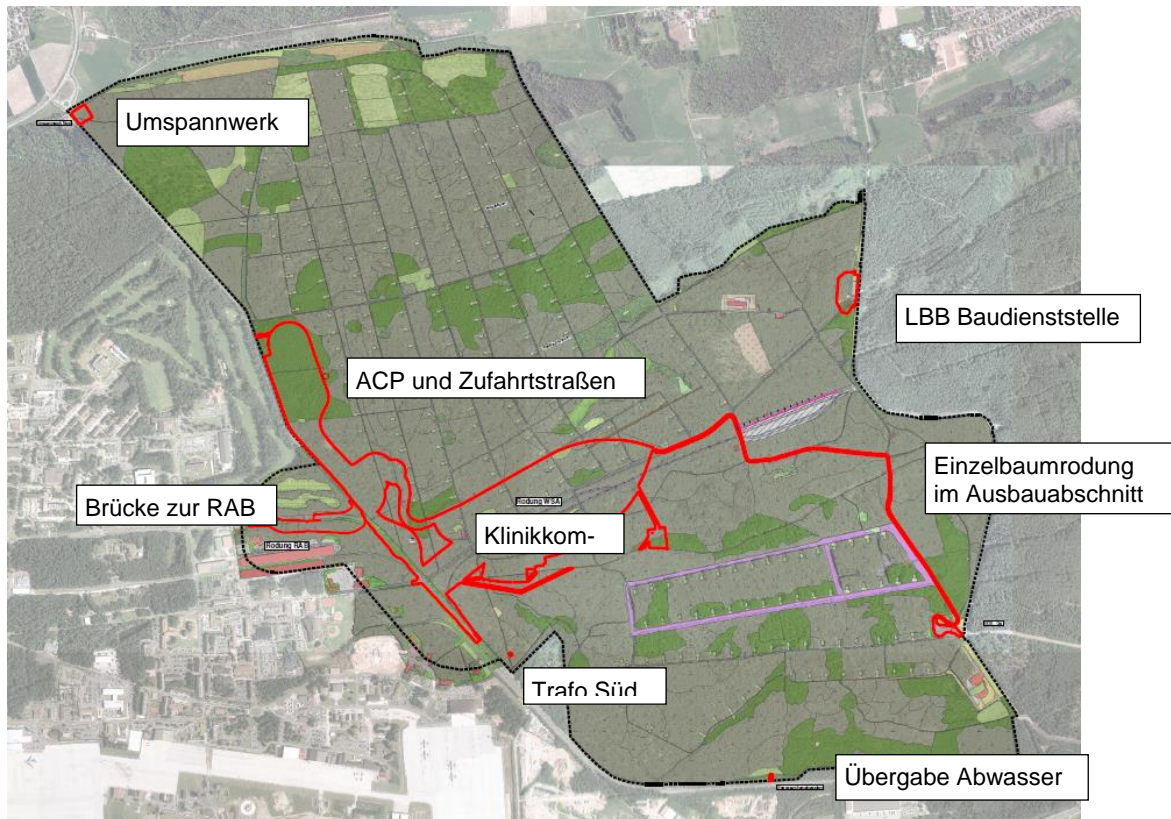 Umspannwerk
LBB Baudienststelle
ACP und Zufahrtstraßen
Einzelbaumrodung
im Ausbauabschnitt
Brücke zur RAB
Rodung WSA
Klinikkom-
Rodung RAB
Trafo Süd
Übergabe Abwasser